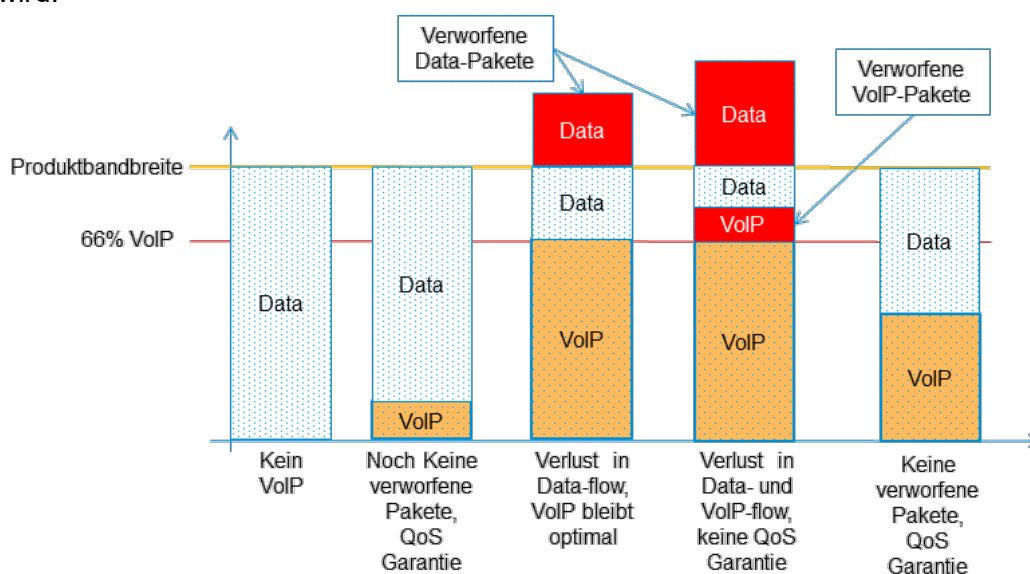 Verworfene
Data-Pakete
Verworfene
VoIP-Pakete
Data
Data
Produktbandbreite
Data
Data
66% VoIP
VoIP
Data
Data
Data
VoIP
VoIP
VoIP
VoIP
Kein
VoIP
Noch Keine
verworfene
Pakete,
QoS
Garantie
Verlust in
Data-flow,
VoIP bleibt
optimal
Verlust in
Data- und
VoIP-flow,
keine QoS
Garantie
Keine
verworfene
Pakete,
QoS
Garantie